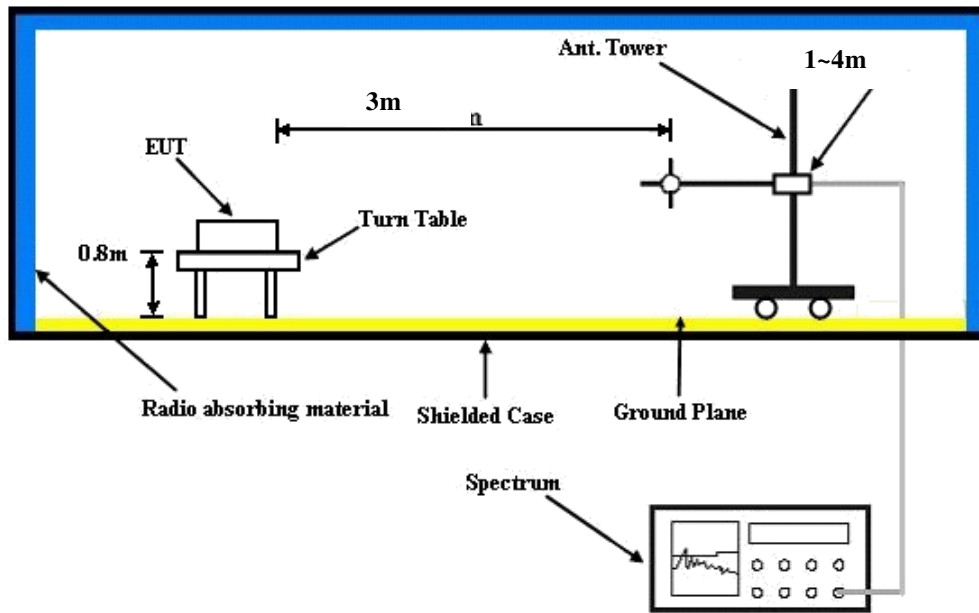 Ant. Tower
1~4m
3m
n
EUT
Turn Table
0.8m
Radio absorbing material
Shielded Case
Ground Plane
Spectrum